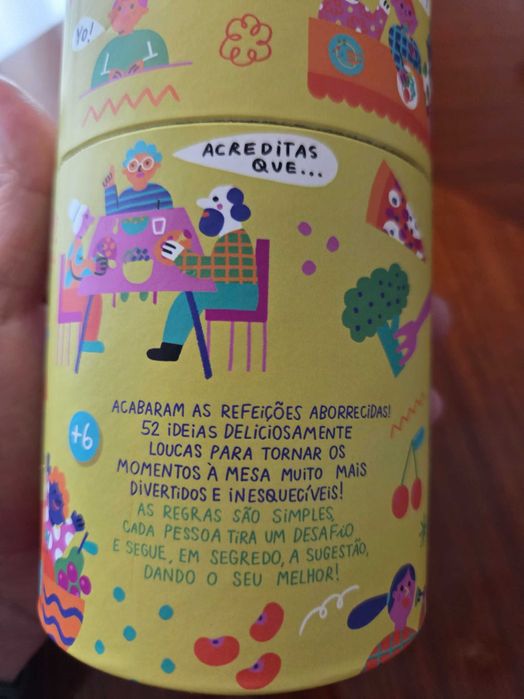 YO!
ACREDITAS
QUE...
+6
ACABARAM AS REFEIÇÕES ABORRECIDAS!
52 IDEIAS DELICIOSAMENTE
LOUCAS PARA TORNAR OS
MOMENTOS À MESA MUITO MAIS
DIVERTIDOS E INESQUECÍVEIS!
AS REGRAS SÃO SIMPLES,
CADA PESSOA TIRA UM DESAFIO
E SEGUE, EM SEGREDO, A SUGESTÃO,
DANDO O SEU MELHOR!